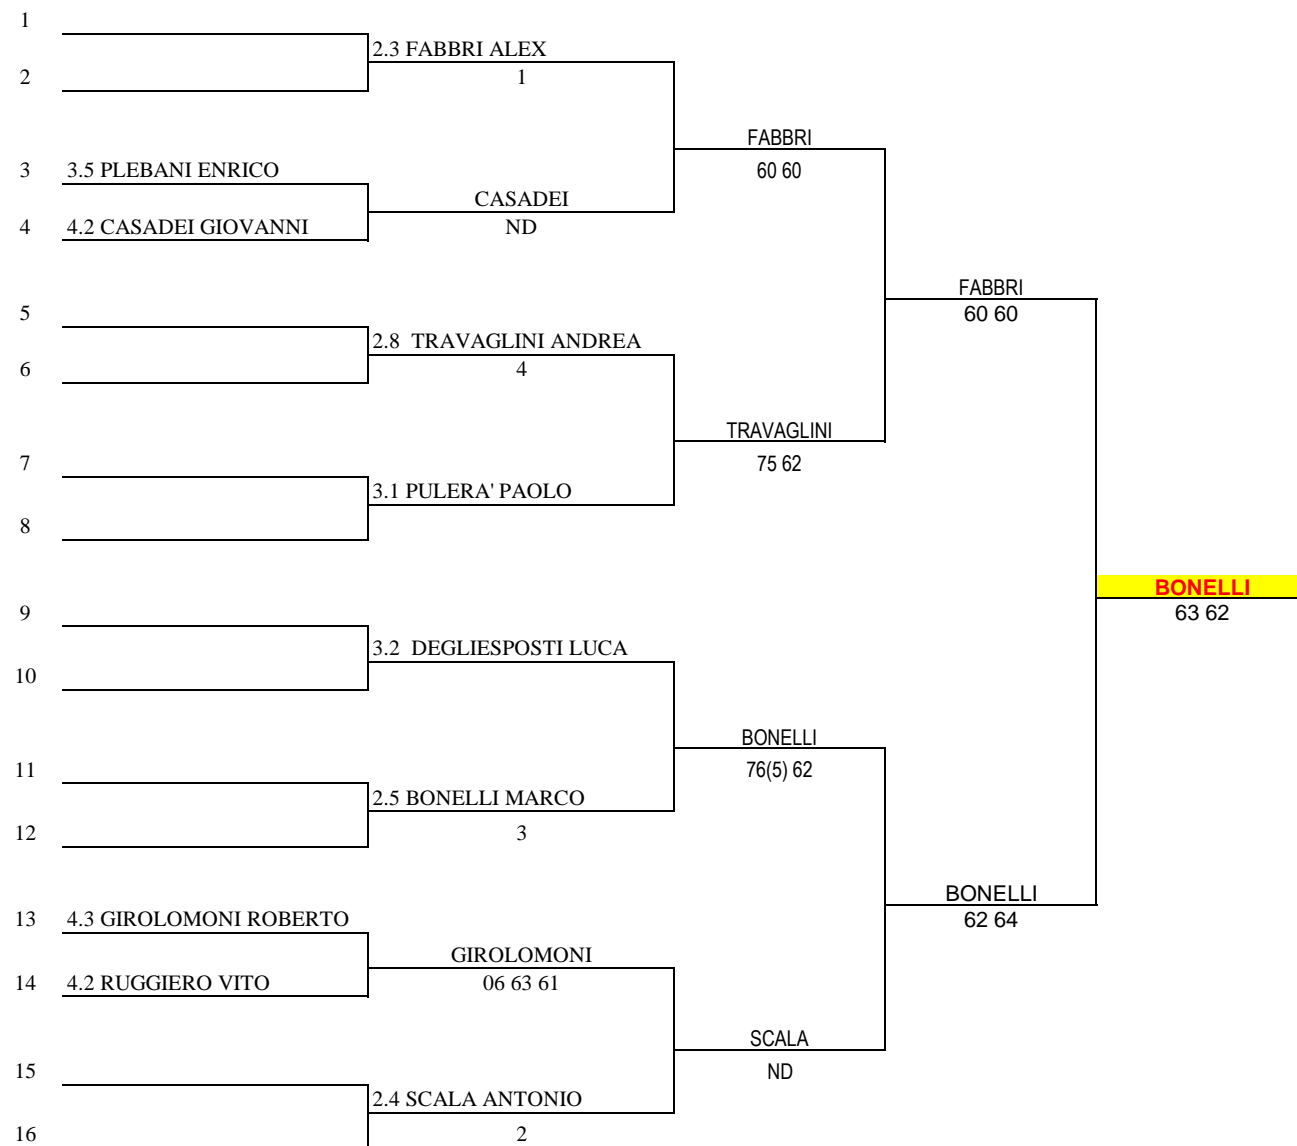 1
2.3 FABBRI ALEX
2
1
FABBRI
3
3.5 PLEBANI ENRICO
60 60
CASADEI
4
4.2 CASADEI GIOVANNI
ND
FABBRI
5
60 60
2.8  TRAVAGLINI ANDREA
6
4
TRAVAGLINI
7
75 62
3.1 PULERA' PAOLO
8
BONELLI
9
63 62
3.2  DEGLIESPOSTI LUCA
10
BONELLI
11
76(5) 62
2.5 BONELLI MARCO
12
3
BONELLI
13
4.3 GIROLOMONI ROBERTO
62 64
GIROLOMONI
14
4.2 RUGGIERO VITO
06 63 61
SCALA
15
ND
2.4 SCALA ANTONIO
16
2